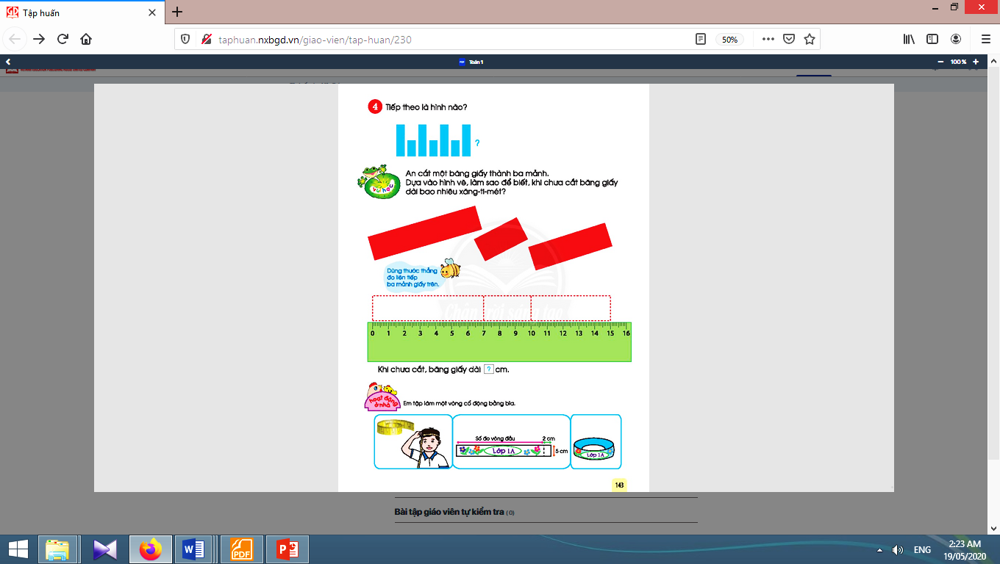 Tập huấn
taphuan.nxbgd.vn/giao-vien/tap-huan/230
50%
Toán 1
100%
4 Tiếp theo là hình nào?
?
Vui học
An cắt một băng giấy thành ba mảnh.
Dựa vào hình vẽ, làm sao để biết, khi chưa cắt băng giấy
dài bao nhiêu xăng-ti-mét?
Dùng thước thẳng
đo liên tiếp
ba mảnh giấy trên.
Chân trời sáng tạo
0 1 2 3 4 5 6 7 8 9 10 11 12 13 14 15 16
Khi chưa cắt, băng giấy dài ? cm.
hoạt động
ở nhà
Em tập làm một vòng cổ động bằng bìa.
Số đo vòng đầu 2 cm
Lớp 1A
5 cm
Lớp 1A
143
Bài tập giáo viên tự kiểm tra (0)
PDF
ENG
2:23 AM
19/05/2020